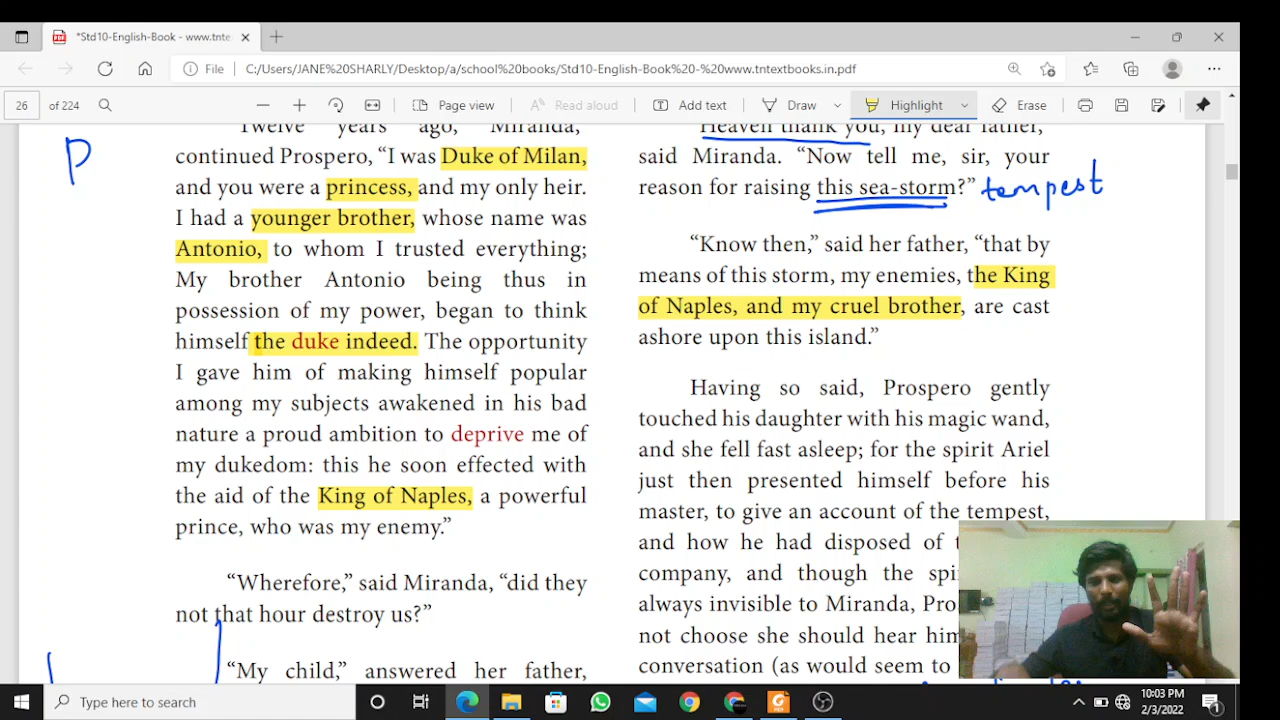 *Std10-English-Book - www.tnte
File
C:/Users/JANE%20SHARLY/Desktop/a/school%20books/Std10-English-Book%20-%20www.tntextbooks.in.pdf
26 of 224
Page view
Read aloud
Add text
Draw
Highlight
Erase
P
Twelve years ago, Miranda,"
continued Prospero, “I was Duke of Milan,
and you were a princess, and my only heir.
I had a younger brother, whose name was
Antonio, to whom I trusted everything;
My brother Antonio being thus in
possession of my power, began to think
himself the duke indeed. The opportunity
I gave him of making himself popular
among my subjects awakened in his bad
nature a proud ambition to deprive me of
my dukedom: this he soon effected with
the aid of the King of Naples, a powerful
prince, who was my enemy.”
“Wherefore,” said Miranda, “did they
not that hour destroy us?”
“My child,” answered her father,
Heaven thank you, my dear father,
said Miranda. “Now tell me, sir, your
reason for raising this sea-storm?” tempest
“Know then,” said her father, “that by
means of this storm, my enemies, the King
of Naples, and my cruel brother, are cast
ashore upon this island.”
Having so said, Prospero gently
touched his daughter with his magic wand,
and she fell fast asleep; for the spirit Ariel
just then presented himself before his
master, to give an account of the tempest,
and how he had disposed of
company, and though the
always invisible to Miranda,
not choose she should hear
conversation (as would seem to
Type here to search
10:03 PM
2/3/2022